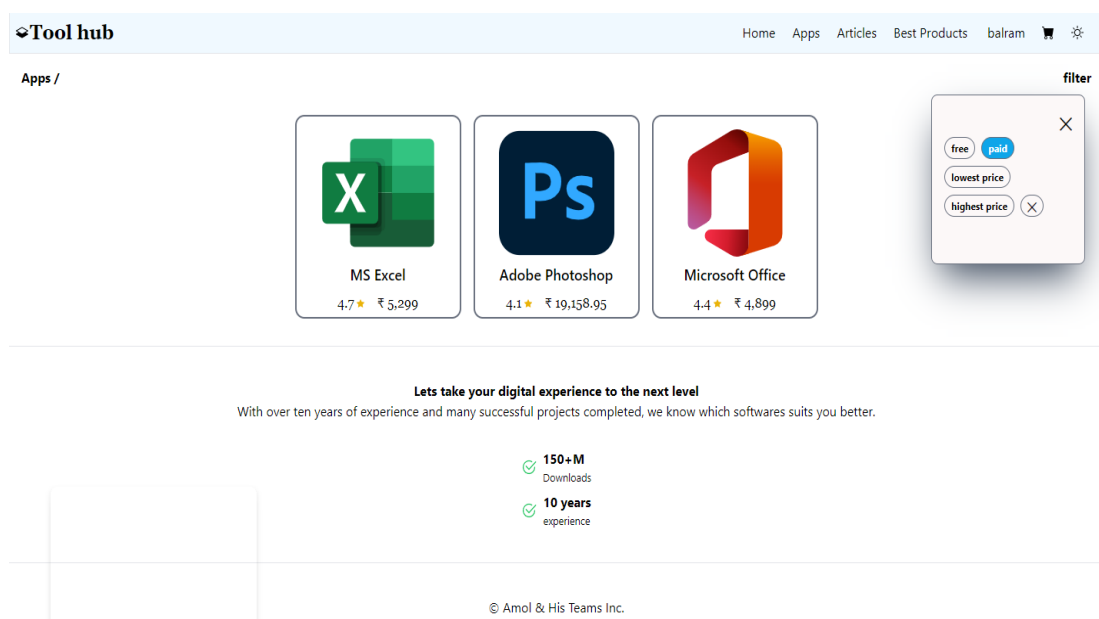 Tool hub
Home Apps Articles Best Products balram
Apps /
filter
free paid
lowest price
highest price
X
Ps
MS Excel
4.7 ₹ 5,299
Adobe Photoshop
4.1 ₹ 19,158.95
Microsoft Office
4.4 ₹ 4,899
Lets take your digital experience to the next level
With over ten years of experience and many successful projects completed, we know which softwares suits you better.
150+M
Downloads
10 years
experience
© Amol & His Teams Inc.